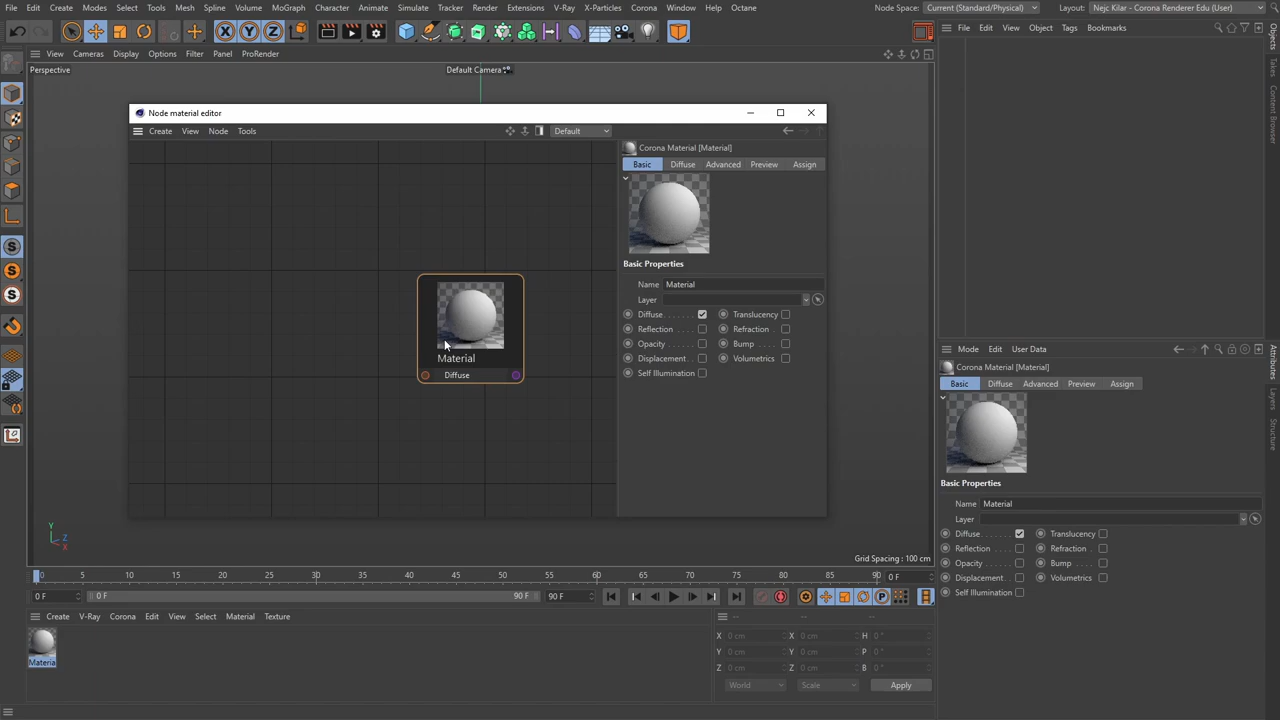 File Edit Create Modes Select Tools Mesh Spline Volume MoGraph Character Animate Simulate Tracker Render Extensions V-Ray X-Particles Corona Window Help Octane Node Space: Current (Standard/Physical) Layout: Nejc Kilar - Corona Renderer Edu (User)
X Y Z
File Edit View Object Tags Bookmarks
View Cameras Display Options Filter Panel ProRender
Perspective
Default Camera
Node material editor
Create View Node Tools Default
Corona Material [Material]
Basic Diffuse Advanced Preview Assign
Basic Properties
Name Material
Layer
Diffuse Translucency
Reflection Refraction
Opacity Bump
Displacement Volumetrics
Self Illumination
Material
Diffuse
Objects
Takes
Content Browser
Attributes
Layers
Structure
Mode Edit User Data
Corona Material [Material]
Basic Diffuse Advanced Preview Assign
Basic Properties
Name Material
Layer
Diffuse Translucency
Reflection Refraction
Opacity Bump
Displacement Volumetrics
Self Illumination
S
S
S
Y
Z
X
Grid Spacing : 100 cm
0 5 10 15 20 25 30 35 40 45 50 55 60 65 70 75 80 85 90 0 F
0 F 0 F 90 F 90 F
P
Create V-Ray Corona Edit View Select Material Texture
Materia
-- -- --
X 0 cm X 0 cm H 0 °
Y 0 cm Y 0 cm P 0 °
Z 0 cm Z 0 cm B 0 °
World Scale Apply